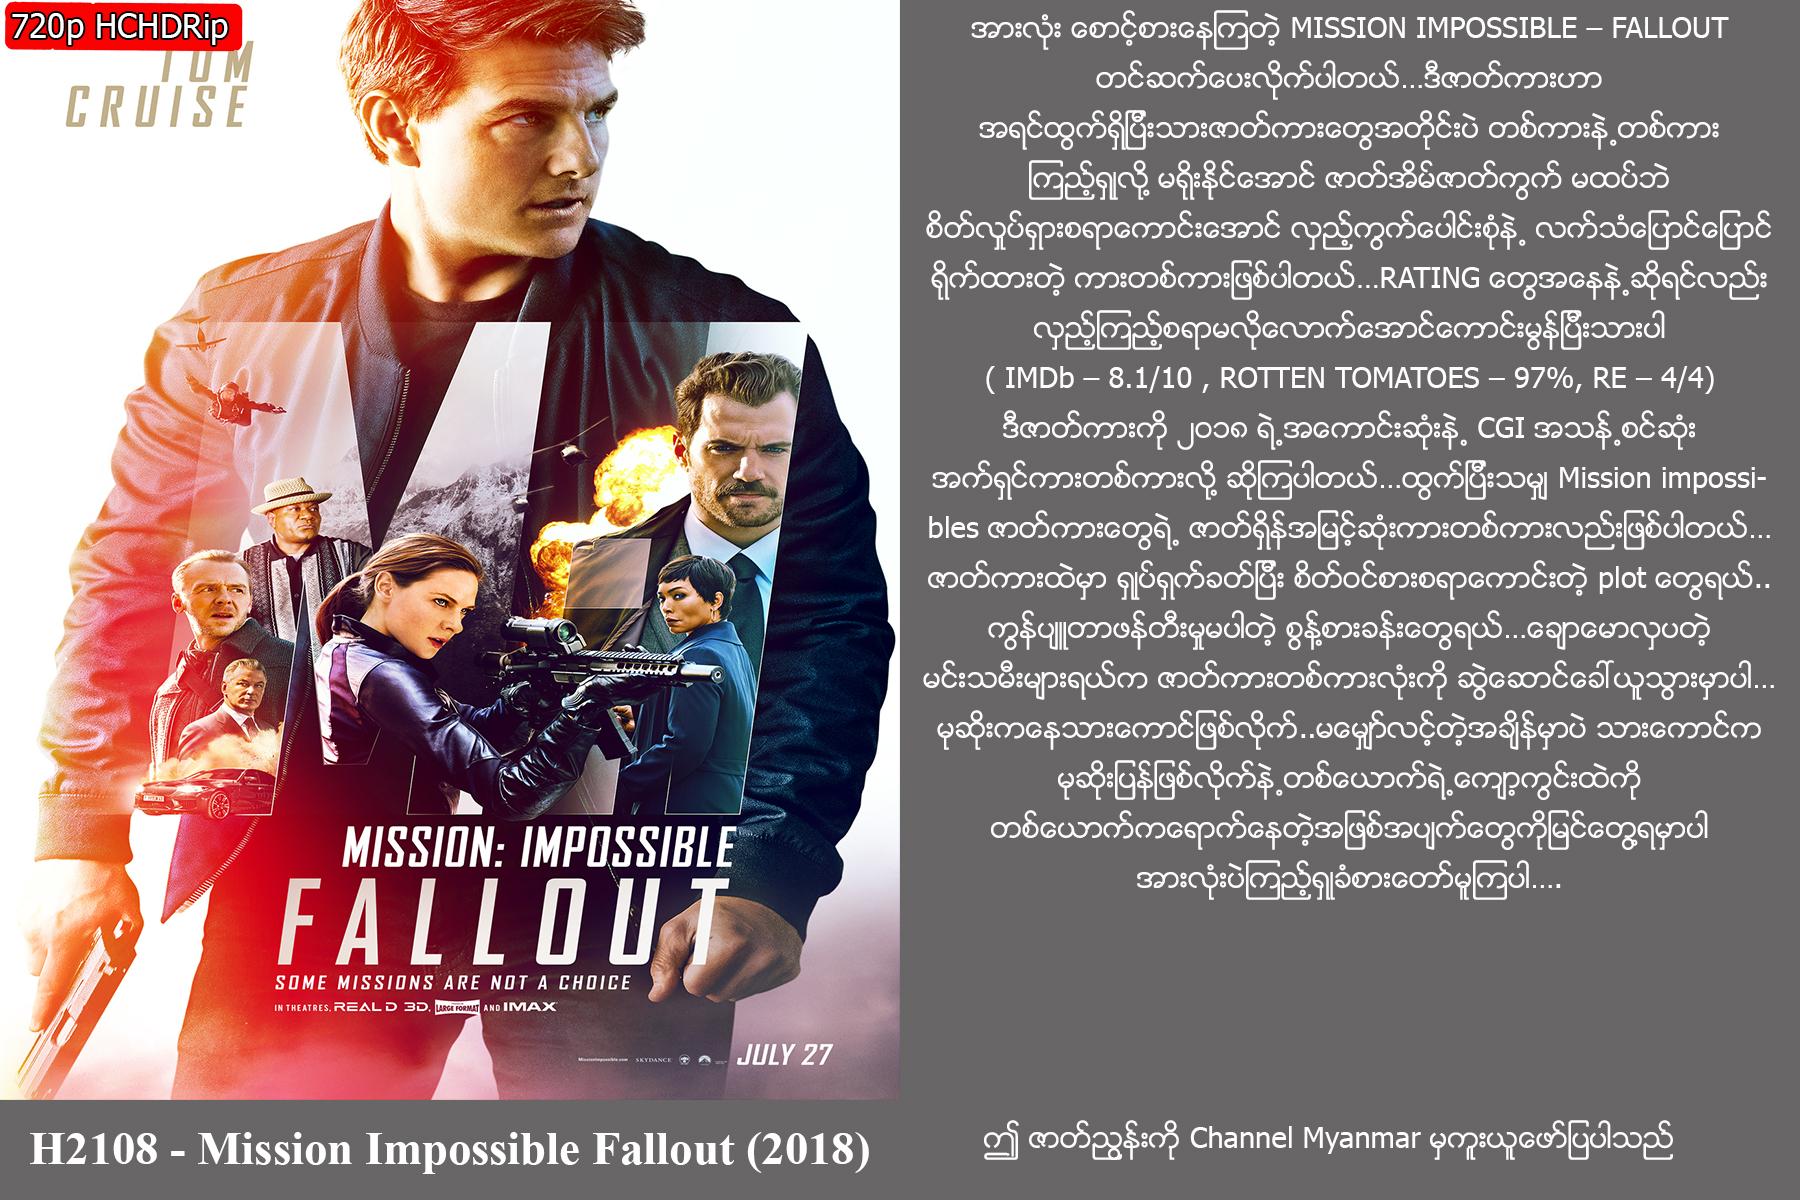 720p HCHDRip
TOM
CRUISE
MISSION: IMPOSSIBLE
FALLOUT
SOME MISSIONS ARE NOT A CHOICE
IN THEATRES, REAL D 3D, LARGE FORMAT AND IMAX
MissionImpossible.com SKYDANCE
JULY 27
H2108 - Mission Impossible Fallout (2018)
အားလုံး စောင့်စားနေကြတဲ့ MISSION IMPOSSIBLE – FALLOUT
တင်ဆက်ပေးလိုက်ပါတယ်...ဒီဇာတ်ကားဟာ
အရင်ထွက်ရှိပြီးသားဇာတ်ကားတွေအတိုင်းပဲ တစ်ကားနဲ့တစ်ကား
ကြည့်ရှုလို့ မရိုးနိုင်အောင် ဇာတ်အိမ်ဇာတ်ကွက် မထပ်ဘဲ
စိတ်လှုပ်ရှားစရာကောင်းအောင် လှည့်ကွက်ပေါင်းစုံနဲ့ လက်သံပြောင်ပြောင်
ရိုက်ထားတဲ့ ကားတစ်ကားဖြစ်ပါတယ်...RATING တွေအနေနဲ့ဆိုရင်လည်း
လှည့်ကြည့်စရာမလိုလောက်အောင်ကောင်းမွန်ပြီးသားပါ
( IMDb – 8.1/10 , ROTTEN TOMATOES – 97%, RE – 4/4)
ဒီဇာတ်ကားကို ၂၀၁၈ ရဲ့အကောင်းဆုံးနဲ့ CGI အသန့်စင်ဆုံး
အက်ရှင်ကားတစ်ကားလို့ ဆိုကြပါတယ်...ထွက်ပြီးသမျှ Mission impossi-
bles ဇာတ်ကားတွေရဲ့ ဇာတ်ရှိန်အမြင့်ဆုံးကားတစ်ကားလည်းဖြစ်ပါတယ်...
ဇာတ်ကားထဲမှာ ရှုပ်ရှက်ခတ်ပြီး စိတ်ဝင်စားစရာကောင်းတဲ့ plot တွေရယ်..
ကွန်ပျူတာဖန်တီးမှုမပါတဲ့ စွန့်စားခန်းတွေရယ်...ချောမောလှပတဲ့
မင်းသမီးများရယ်က ဇာတ်ကားတစ်ကားလုံးကို ဆွဲဆောင်ခေါ်ယူသွားမှာပါ...
မုဆိုးကနေသားကောင်ဖြစ်လိုက်..မမျှော်လင့်တဲ့အချိန်မှာပဲ သားကောင်က
မုဆိုးပြန်ဖြစ်လိုက်နဲ့တစ်ယောက်ရဲ့ကျော့ကွင်းထဲကို
တစ်ယောက်ကရောက်နေတဲ့အဖြစ်အပျက်တွေကိုမြင်တွေ့ရမှာပါ
အားလုံးပဲကြည့်ရှုခံစားတော်မူကြပါ....
ဤ ဇာတ်ညွှန်းကို Channel Myanmar မှကူးယူဖော်ပြပါသည်